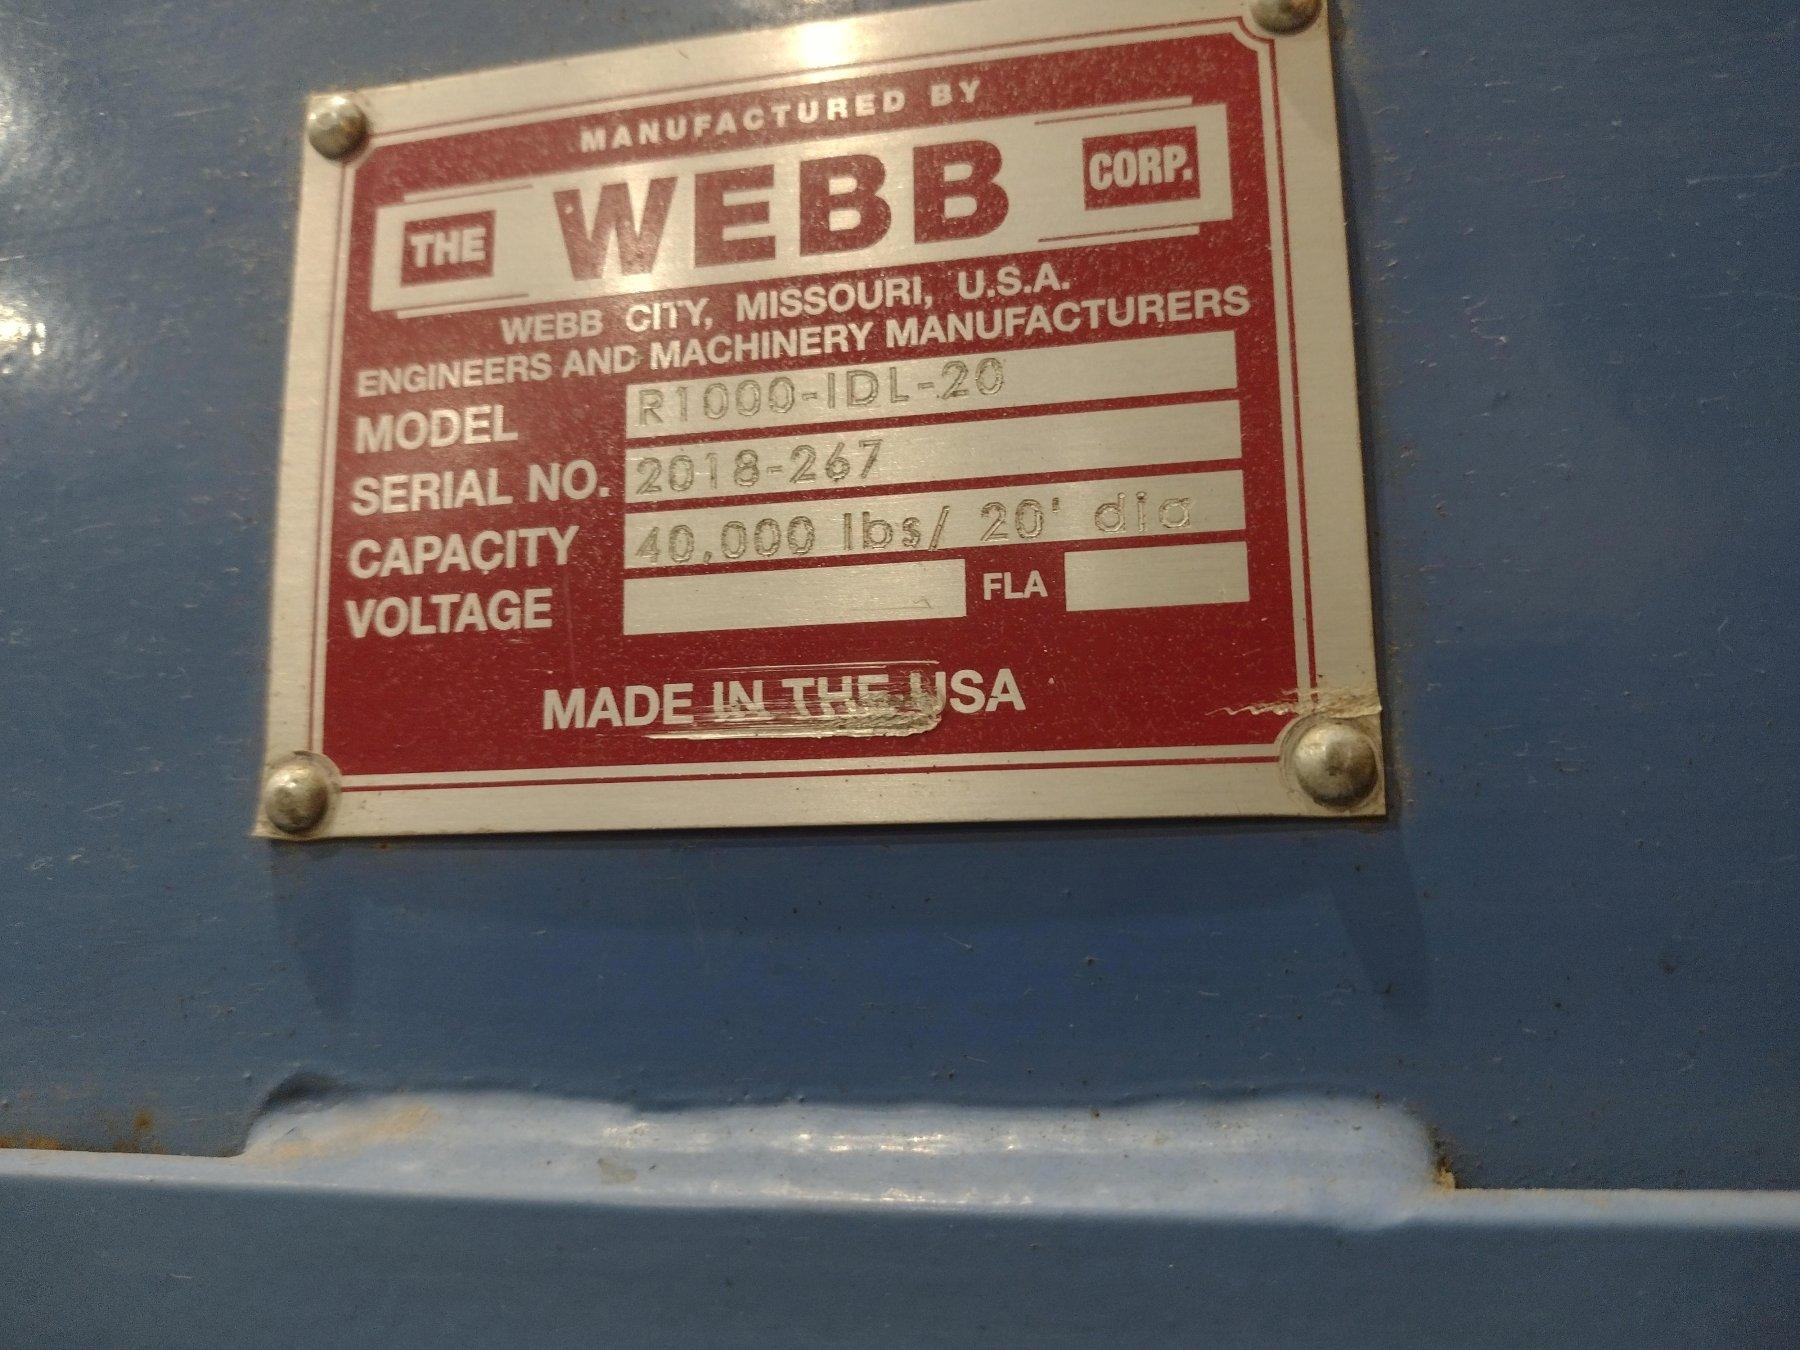 MANUFACTURED BY
THE WEBB CORP.
WEBB CITY, MISSOURI, U.S.A.
ENGINEERS AND MACHINERY MANUFACTURERS
MODEL R1000-IDL-20
SERIAL NO. 2018-267
CAPACITY 40,000 lbs/ 20' dia
VOLTAGE FLA
MADE IN THE USA